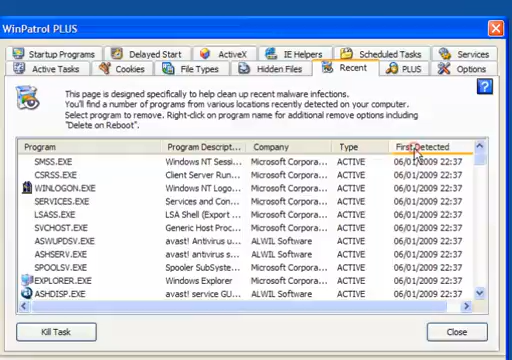 WinPatrol PLUS
Startup Programs Delayed Start ActiveX IE Helpers Scheduled Tasks Services
Active Tasks Cookies File Types Hidden Files Recent PLUS Options
This page is designed specifically to help clean up recent malware infections.
You'll find a number of programs from various locations recently detected on your computer.
Select program to remove. Right-click on program name for additional remove options including
"Delete on Reboot".
Program Program Descript... Company Type First Detected
SMSS.EXE Windows NT Sessi... Microsoft Corpora... ACTIVE 06/01/2009 22:37
CSRSS.EXE Client Server Run... Microsoft Corpora... ACTIVE 06/01/2009 22:37
WINLOGON.EXE Windows NT Logo... Microsoft Corpora... ACTIVE 06/01/2009 22:37
SERVICES.EXE Services and Cont... Microsoft Corpora... ACTIVE 06/01/2009 22:37
LSASS.EXE LSA Shell (Export ... Microsoft Corpora... ACTIVE 06/01/2009 22:37
SVCHOST.EXE Generic Host Proc... Microsoft Corpora... ACTIVE 06/01/2009 22:37
ASWUPDSV.EXE avast! Antivirus u... ALWIL Software ACTIVE 06/01/2009 22:37
ASHSERV.EXE avast! antivirus se... ALWIL Software ACTIVE 06/01/2009 22:37
SPOOLSV.EXE Spooler SubSyste... Microsoft Corpora... ACTIVE 06/01/2009 22:37
EXPLORER.EXE Windows Explorer Microsoft Corpora... ACTIVE 06/01/2009 22:37
ASHDISP.EXE avast! service GU... ALWIL Software ACTIVE 06/01/2009 22:37
Kill Task Close